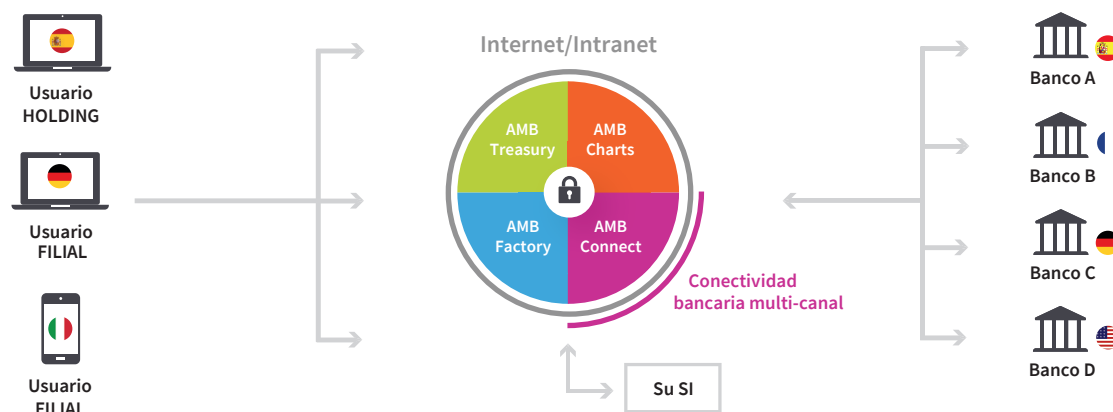 Usuario
HOLDING
Usuario
FILIAL
Usuario
FILIAL
Internet/Intranet
AMB
Treasury
AMB
Charts
AMB
Factory
AMB
Connect
Conectividad
bancaria multi-canal
Su SI
Banco A
Banco B
Banco C
Banco D